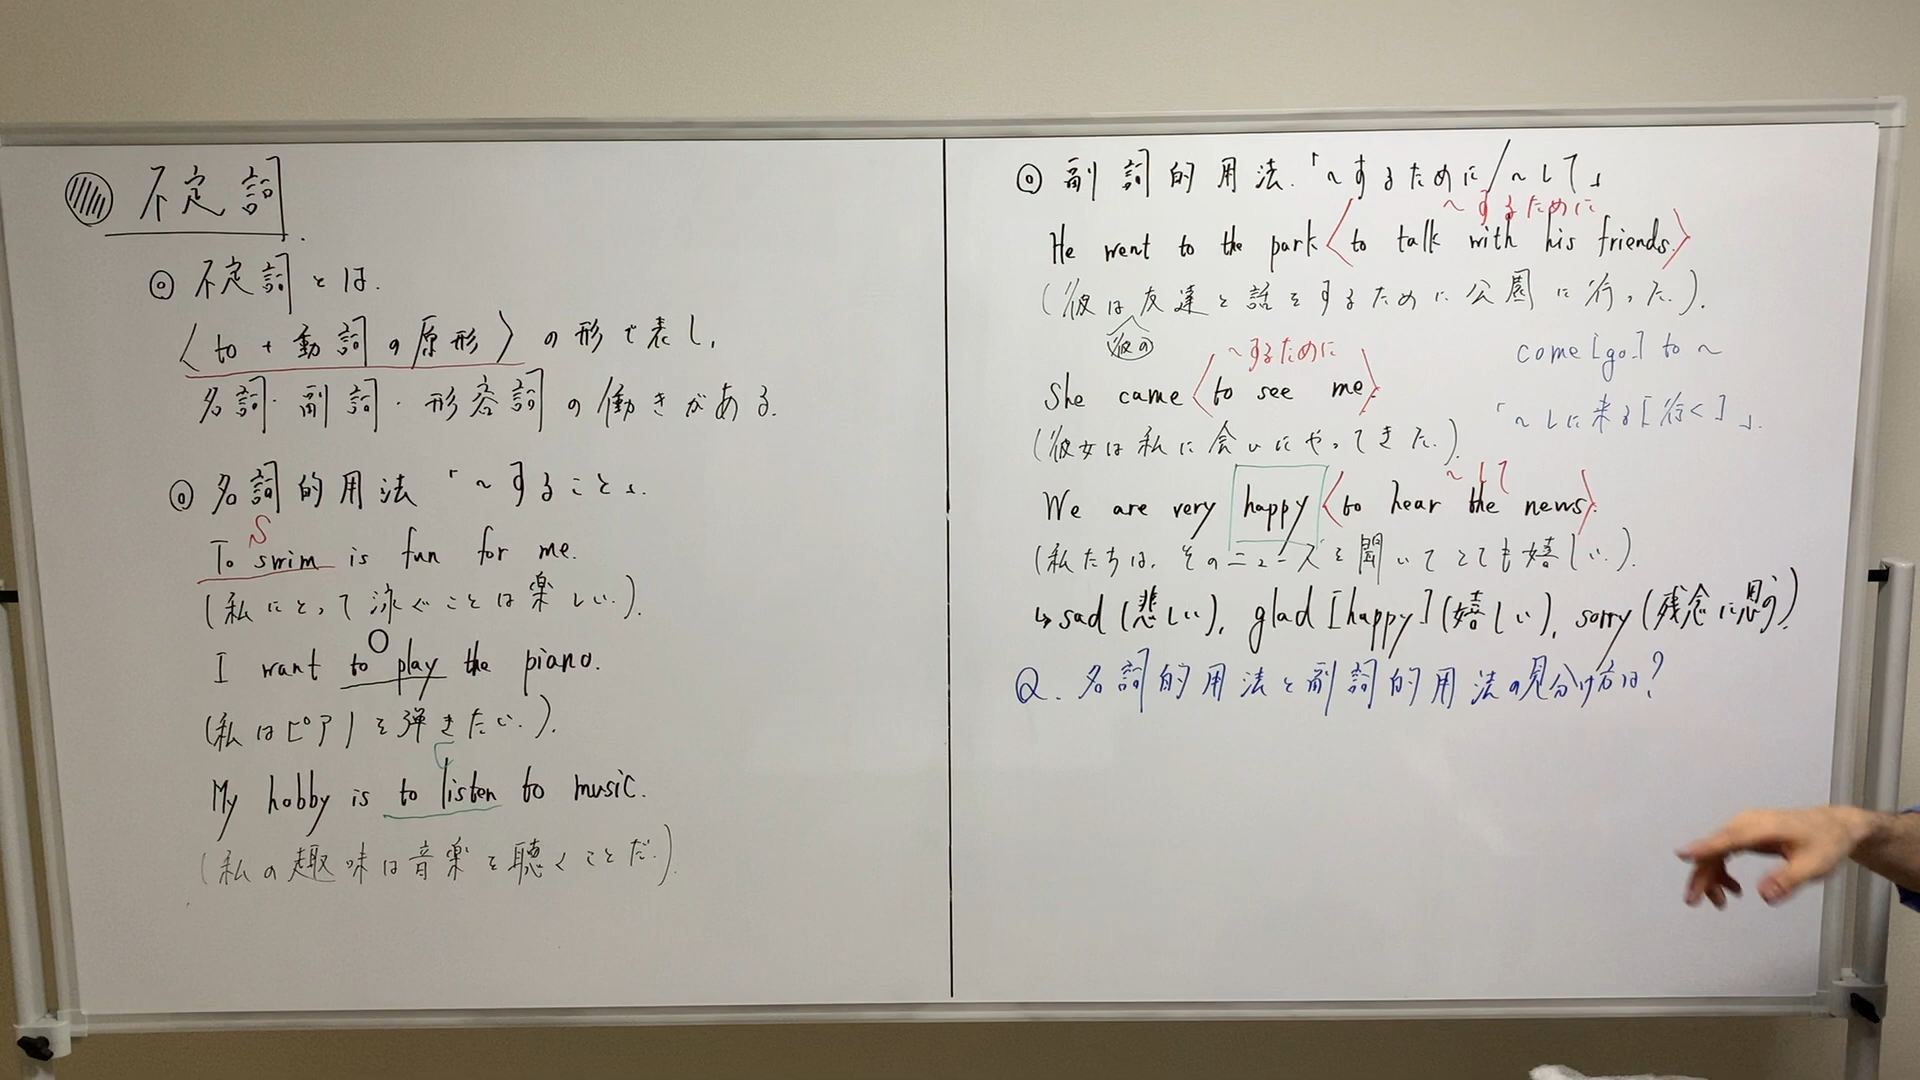 不定詞
◎ 不定詞とは.
〈to + 動詞の原形〉の形で表し,
名詞・副詞・形容詞の働きがある.
◎ 名詞的用法「~すること」.
S
To swim is fun for me.
(私にとって泳ぐことは楽しい.).
O
I want to play the piano.
(私はピアノを弾きたい.).
C
My hobby is to listen to music.
(私の趣味は音楽を聴くことだ.).
◎ 副詞的用法.「~するために/~して」
~するために
He went to the park〈to talk with his friends.〉
(彼は友達と話をするために公園に行った.).
彼の
~するために
She came〈to see me〉.
(彼女は私に会いにやってきた.).
come [go] to ~
「~しに来る[行く]」.
~して
We are very happy〈to hear the news〉.
(私たちは,そのニュースを聞いてとても嬉しい.).
↳ sad (悲しい), glad [happy] (嬉しい), sorry (残念に思う).
Q. 名詞的用法と副詞的用法の見分け方は?